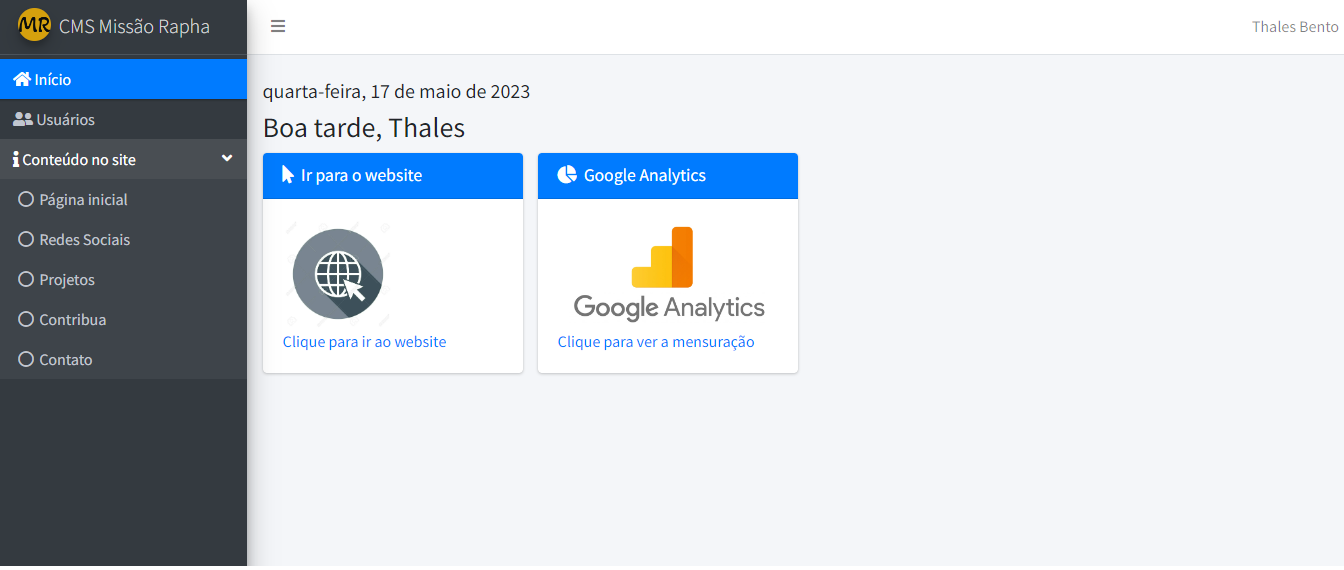 MR CMS Missão Rapha
Thales Bento
Início
Usuários
Conteúdo no site
Página inicial
Redes Sociais
Projetos
Contribua
Contato
quarta-feira, 17 de maio de 2023
Boa tarde, Thales
Ir para o website
Clique para ir ao website
Google Analytics
Google Analytics
Clique para ver a mensuração